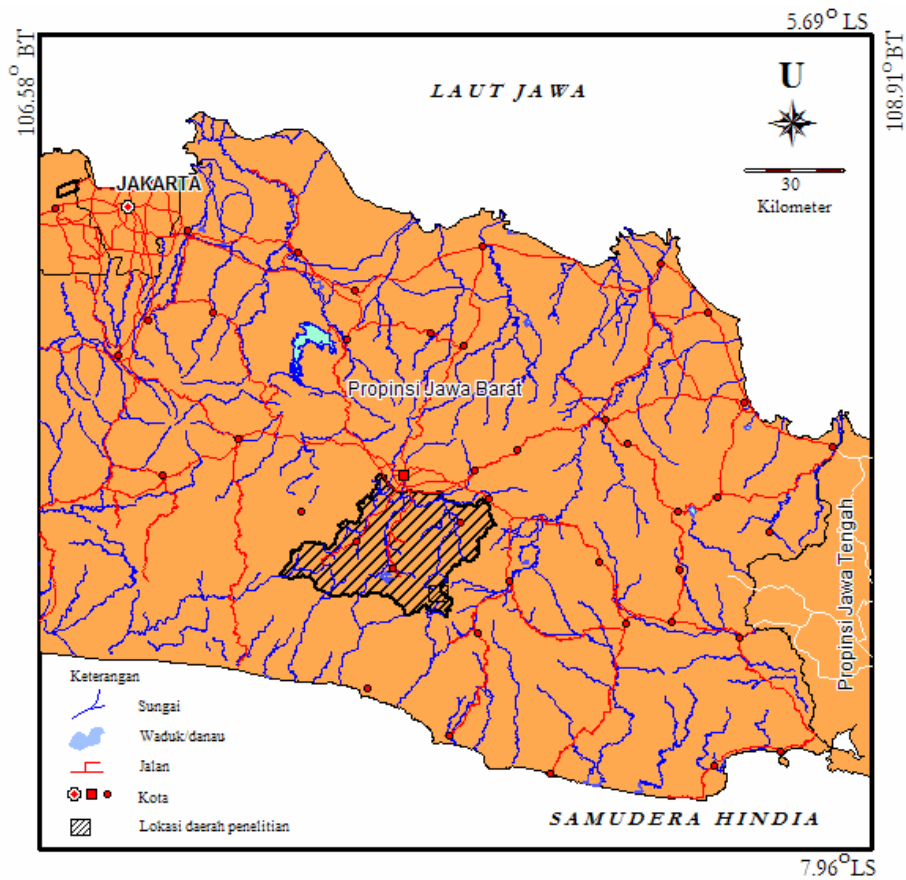 5.69° LS
106.58° BT
108.91° BT
LAUT JAWA
U
30
Kilometer
JAKARTA
Propinsi Jawa Barat
Propinsi Jawa Tengah
Keterangan
Sungai
Waduk/danau
Jalan
Kota
Lokasi daerah penelitian
SAMUDERA HINDIA
7.96°LS